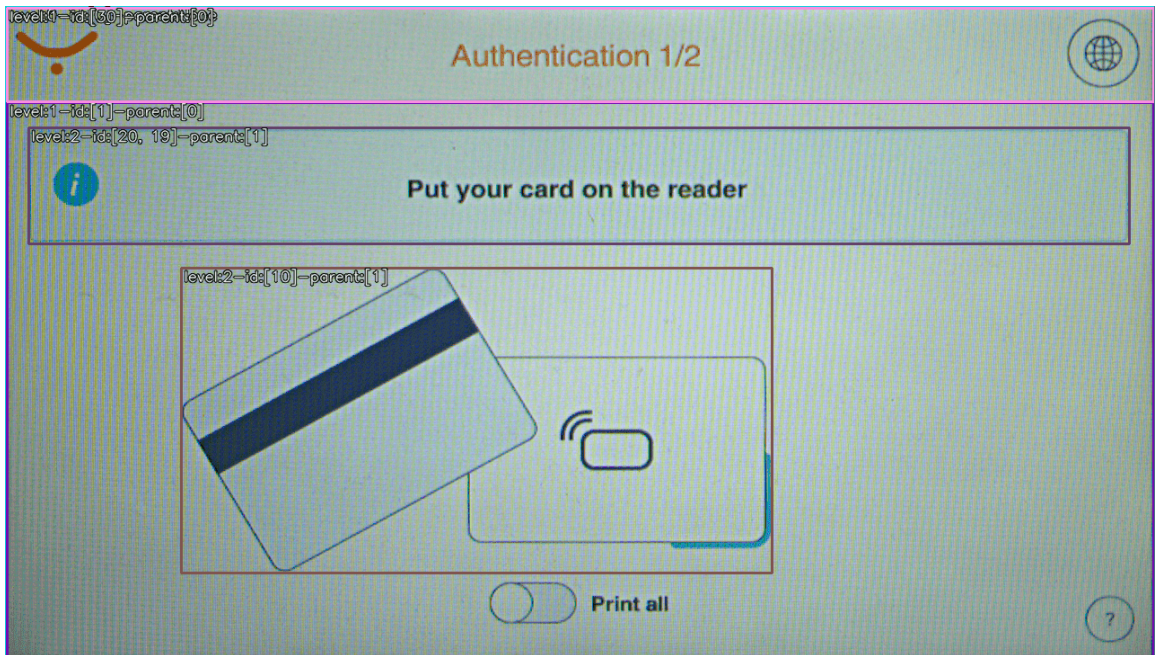 level:1-id:[30]-parent:[0]
Authentication 1/2
level:1-id:[1]-parent:[0]
level:2-id:[20, 19]-parent:[1]
i
Put your card on the reader
level:2-id:[10]-parent:[1]
Print all
?